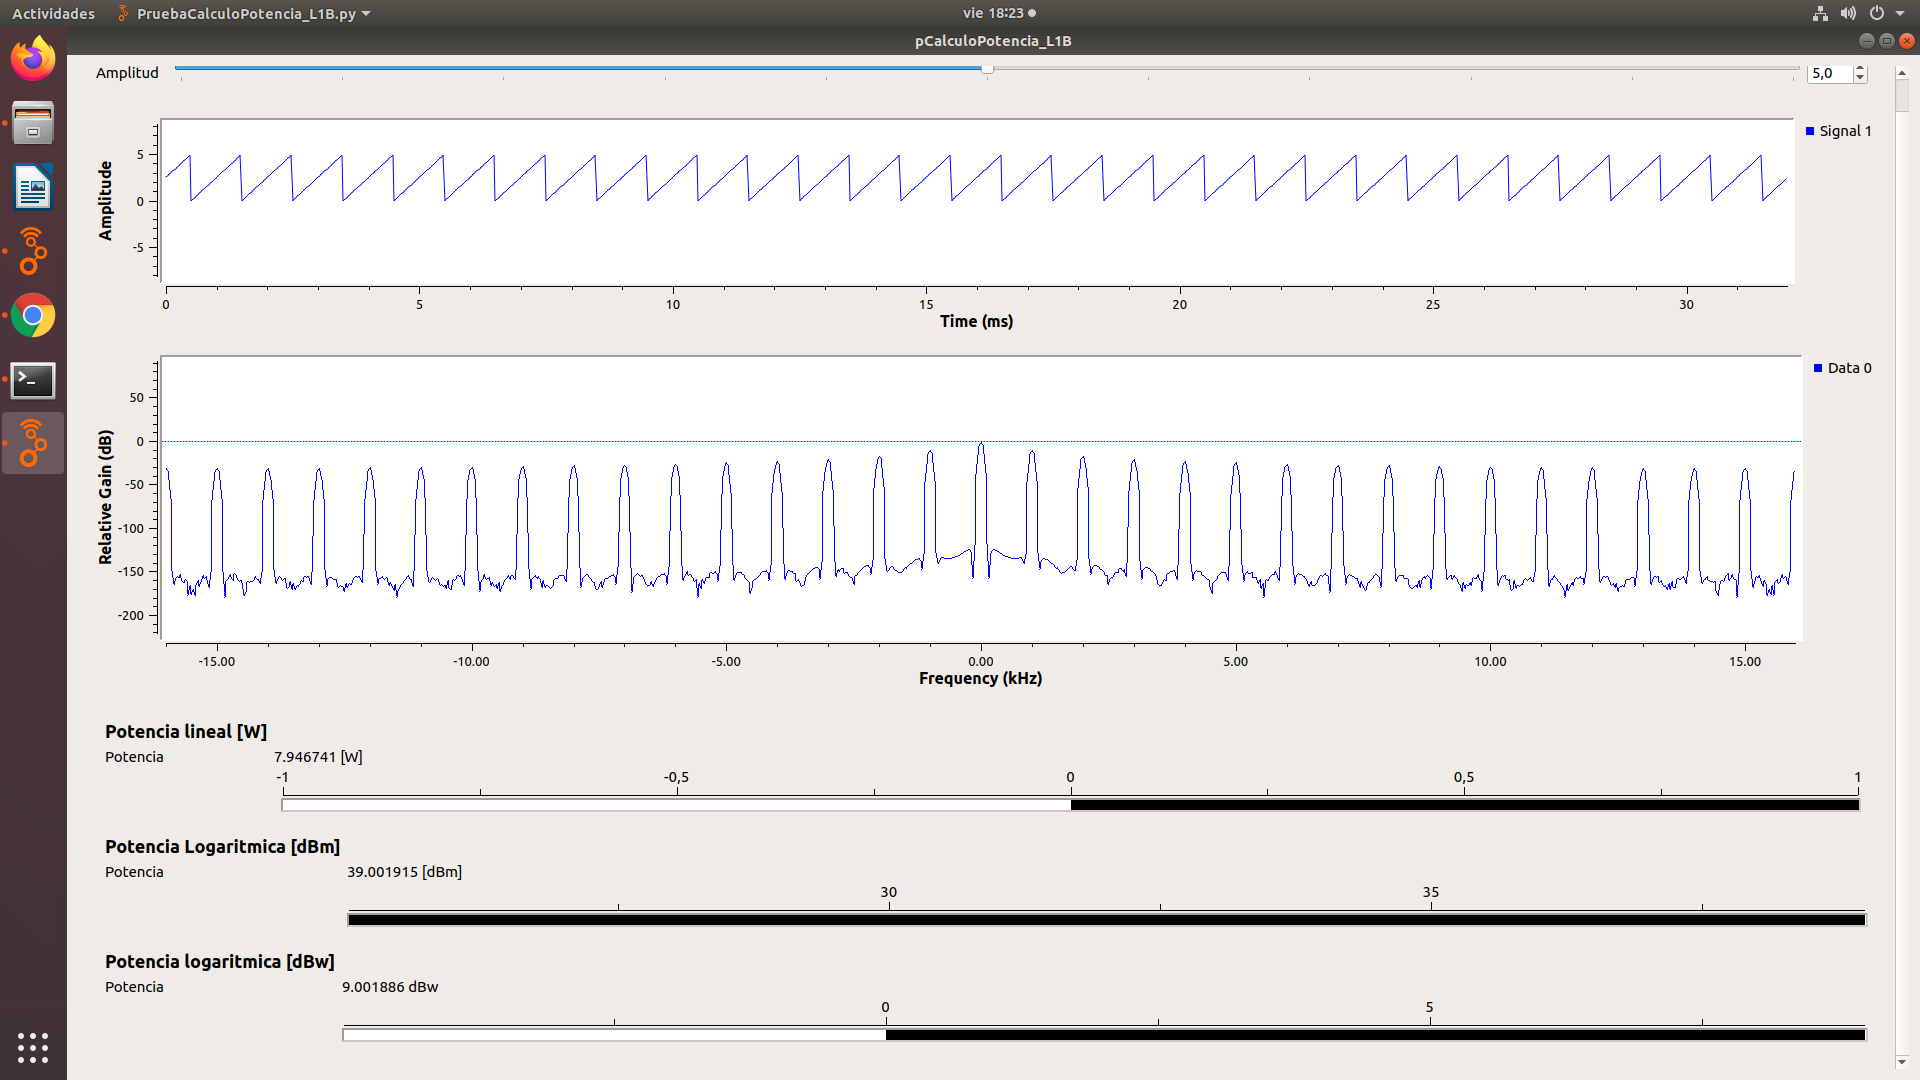 Actividades PruebaCalculoPotencia_L1B.py vie 18:23
pCalculoPotencia_L1B
Amplitud 5,0
Signal 1
Amplitude
5
0
-5
0 5 10 15 20 25 30
Time (ms)
Data 0
Relative Gain (dB)
50
0
-50
-100
-150
-200
-15.00 -10.00 -5.00 0.00 5.00 10.00 15.00
Frequency (kHz)
Potencia lineal [W]
Potencia 7.946741 [W]
-1 -0,5 0 0,5 1
Potencia Logaritmica [dBm]
Potencia 39.001915 [dBm]
30 35
Potencia logaritmica [dBw]
Potencia 9.001886 dBw
0 5